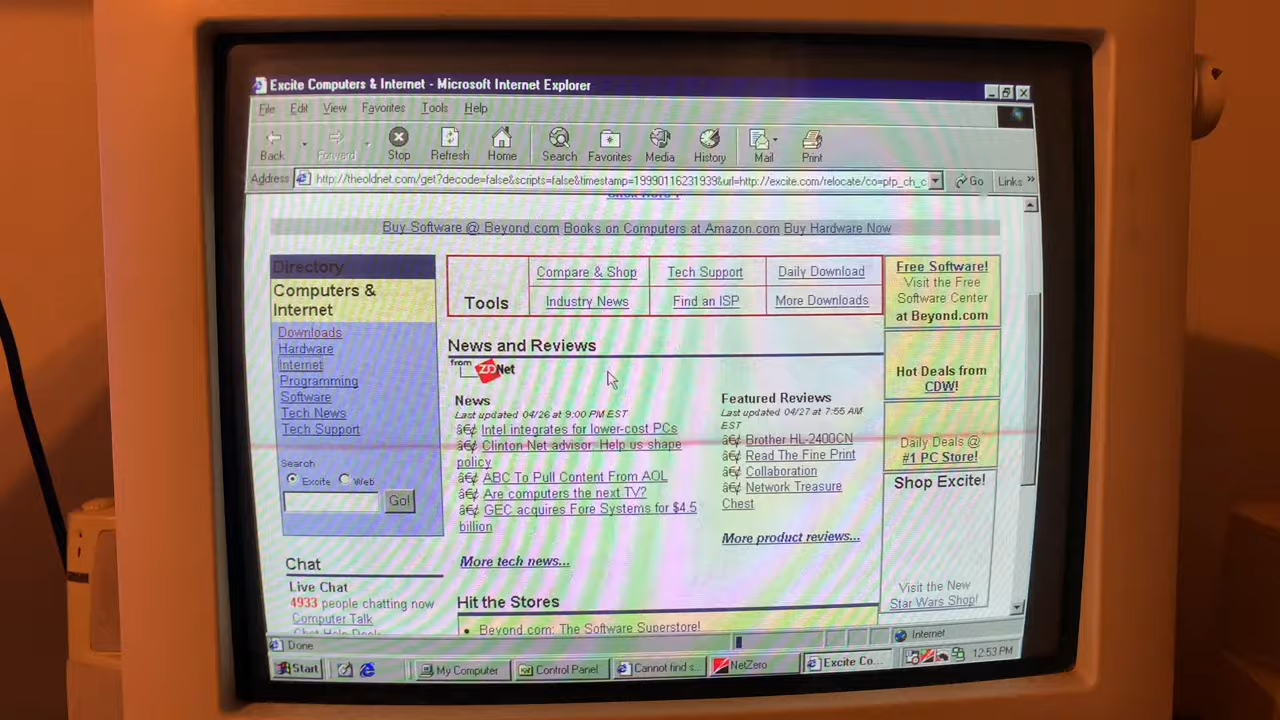 Excite Computers & Internet - Microsoft Internet Explorer
File Edit View Favorites Tools Help
Back Forward Stop Refresh Home Search Favorites Media History Mail Print
Address http://theoldnet.com/get?decode=false&scripts=false&timestamp=19990116231939&url=http://excite.com/relocate/co=pfp_ch_c Go Links »
Buy Software @ Beyond.com Books on Computers at Amazon.com Buy Hardware Now
Directory
Computers &
Internet
Downloads
Hardware
Internet
Programming
Software
Tech News
Tech Support
Search
Excite Web
Go!
Chat
Live Chat
4933 people chatting now
Computer Talk
Tools
Compare & Shop Tech Support Daily Download
Industry News Find an ISP More Downloads
News and Reviews
from ZDNet
News
Last updated 04/26 at 9:00 PM EST
â€¢ Intel integrates for lower-cost PCs
â€¢ Clinton Net advisor: Help us shape
policy
â€¢ ABC To Pull Content From AOL
â€¢ Are computers the next TV?
â€¢ GEC acquires Fore Systems for $4.5
billion
More tech news...
Featured Reviews
Last updated 04/27 at 7:55 AM
EST
â€¢ Brother HL-2400CN
â€¢ Read The Fine Print
â€¢ Collaboration
â€¢ Network Treasure
Chest
More product reviews...
Hit the Stores
• Beyond.com: The Software Superstore!
Free Software!
Visit the Free
Software Center
at Beyond.com
Hot Deals from
CDW!
Daily Deals @
#1 PC Store!
Shop Excite!
Visit the New
Star Wars Shop!
Done Internet
Start My Computer Control Panel Cannot find s... NetZero Excite Co... 12:53 PM